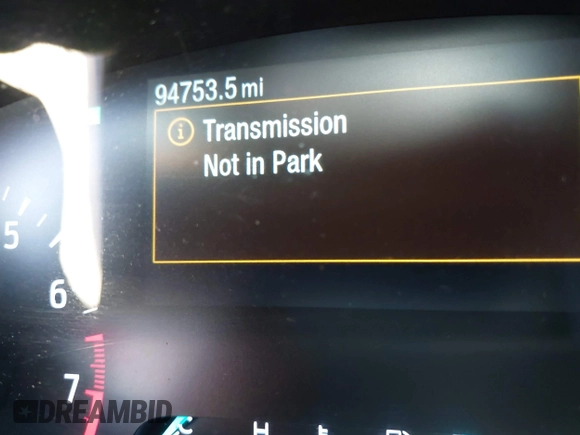 94753.5 mi
Transmission
Not in Park
5
6
7
DREAMBID
C H E